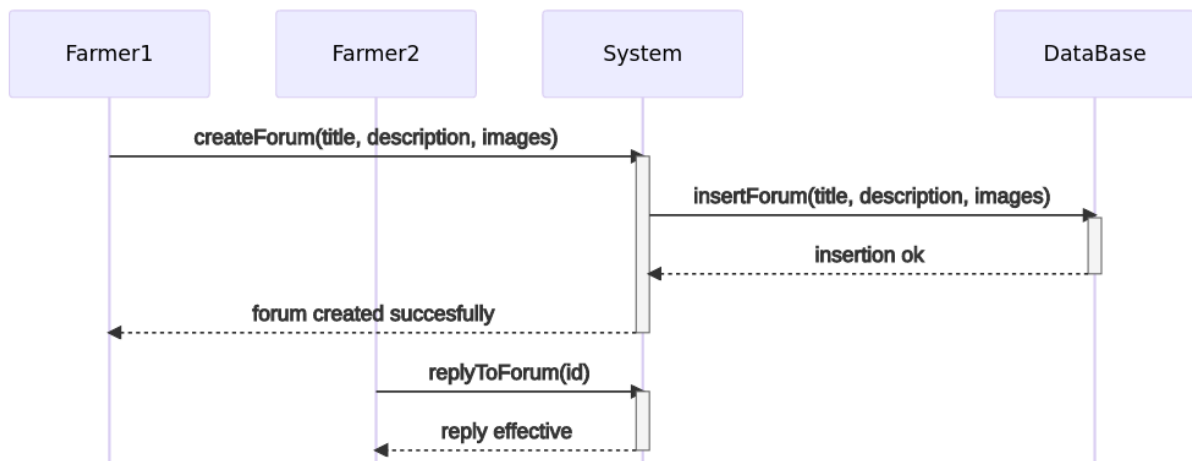 Farmer1
Farmer2
System
DataBase
createForum(title, description, images)
insertForum(title, description, images)
insertion ok
forum created succesfully
replyToForum(id)
reply effective